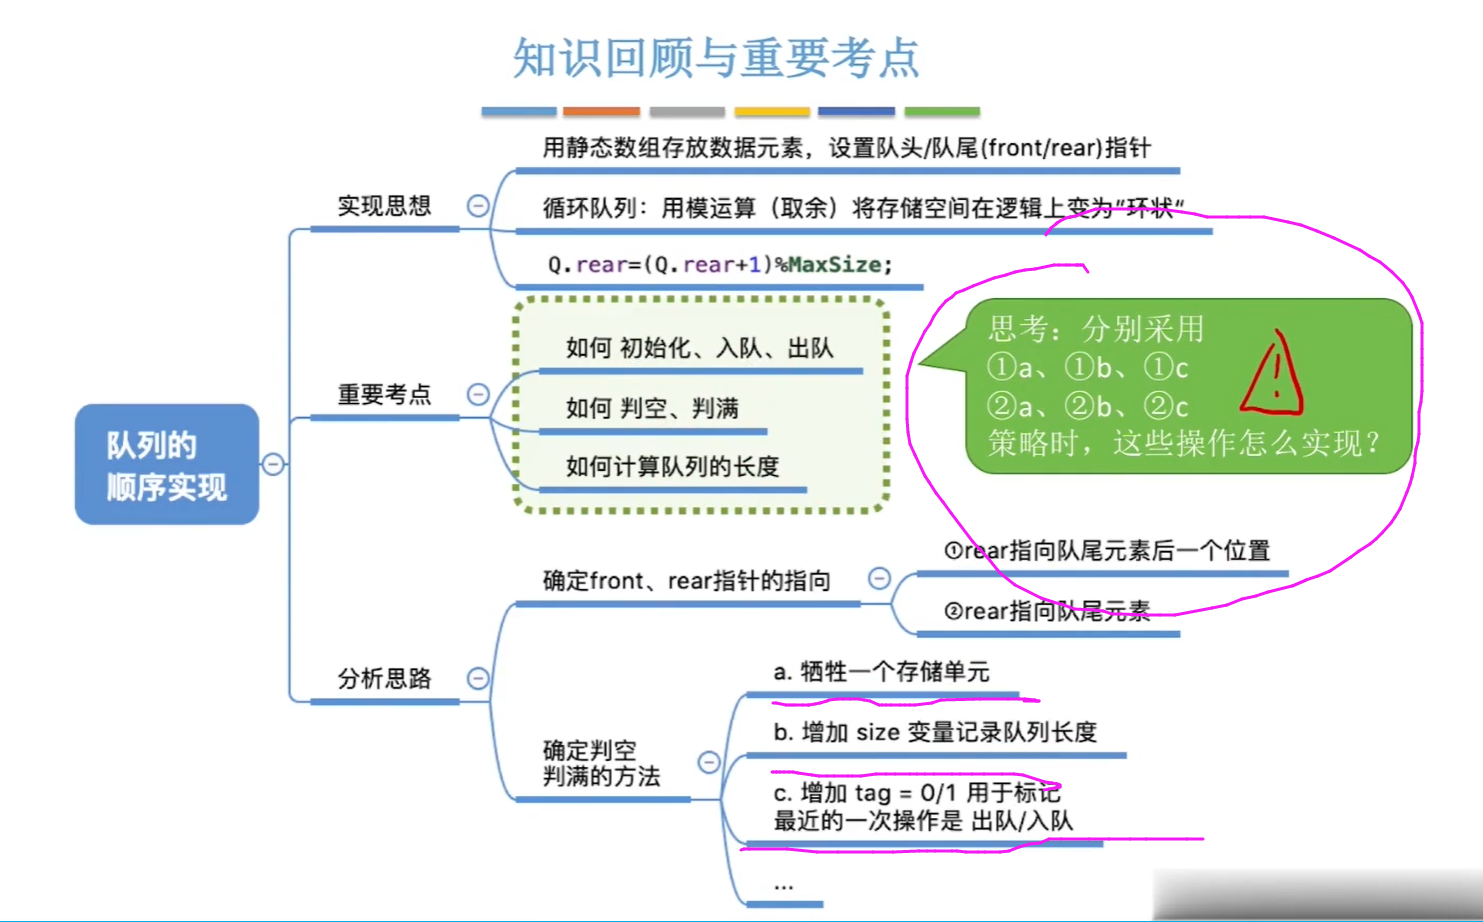 知识回顾与重要考点
用静态数组存放数据元素，设置队头/队尾(front/rear)指针
实现思想
循环队列：用模运算（取余）将存储空间在逻辑上变为"环状"
Q.rear=(Q.rear+1)%MaxSize;
思考：分别采用
①a、①b、①c
②a、②b、②c
策略时，这些操作怎么实现？
如何 初始化、入队、出队
重要考点
如何 判空、判满
如何计算队列的长度
队列的
顺序实现
①rear指向队尾元素后一个位置
确定front、rear指针的指向
②rear指向队尾元素
分析思路
a. 牺牲一个存储单元
b. 增加 size 变量记录队列长度
确定判空
判满的方法
c. 增加 tag = 0/1 用于标记
最近的一次操作是 出队/入队
...